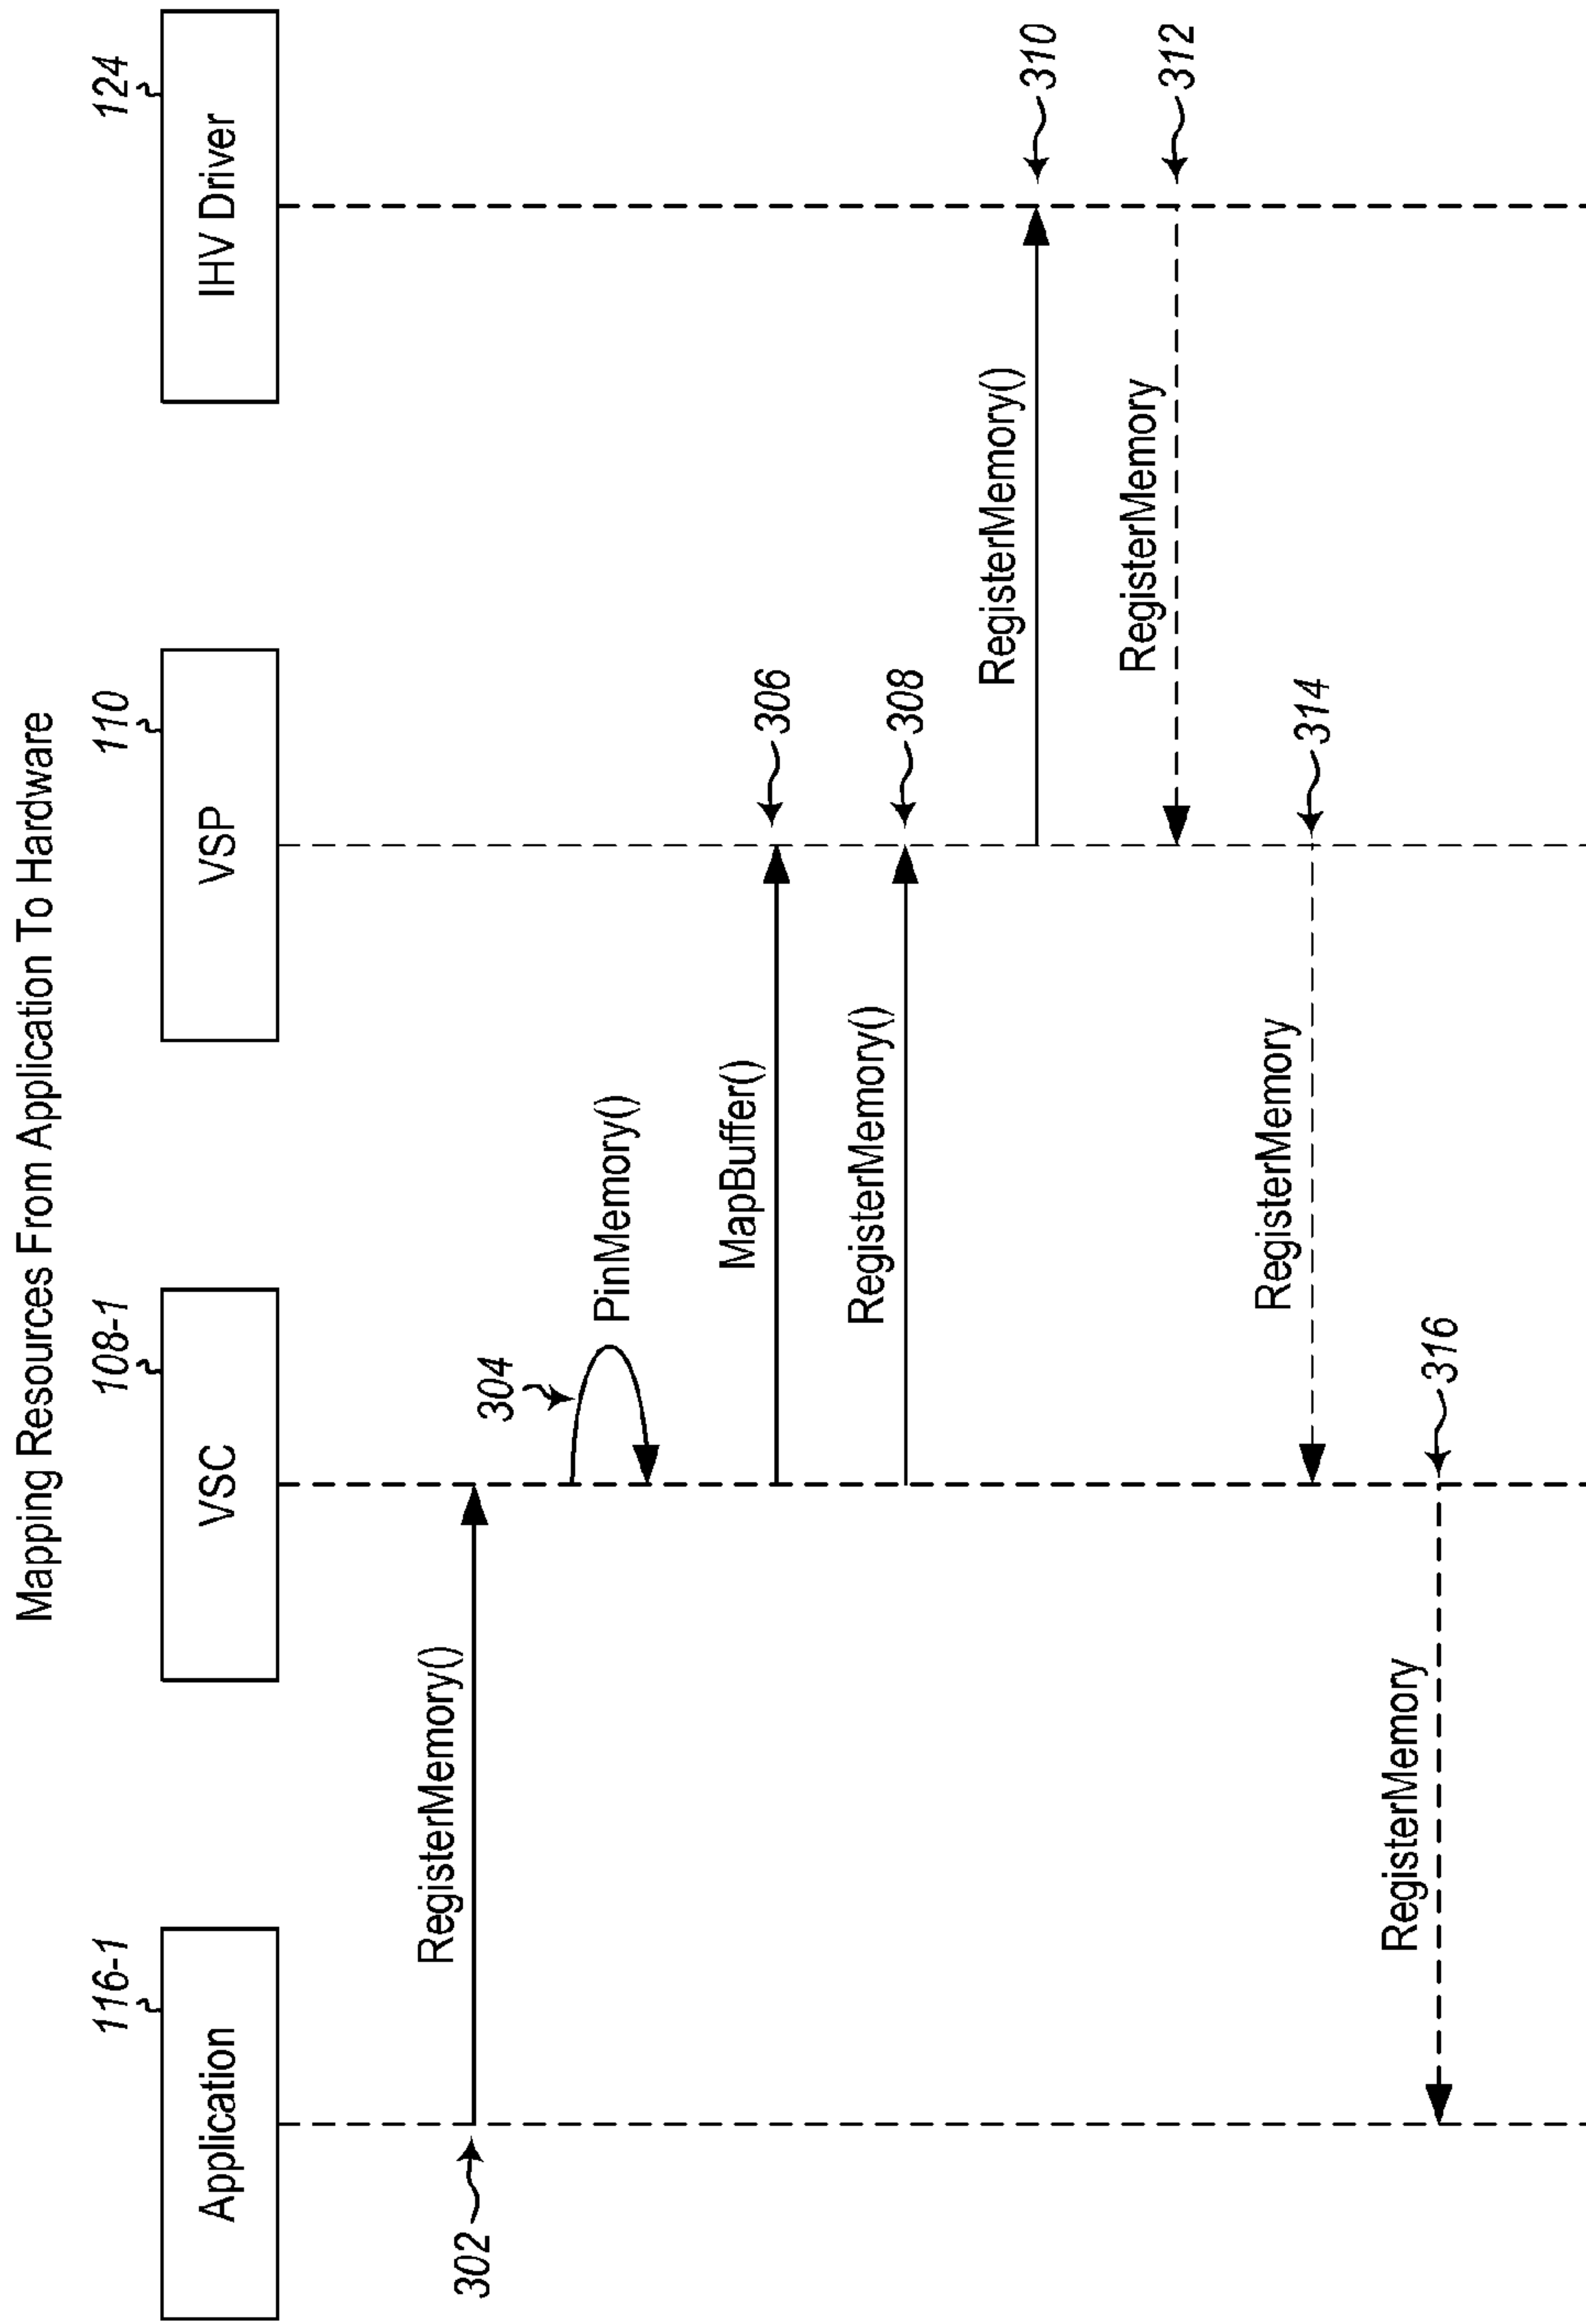 Mapping Resources From Application To Hardware
116-1
108-1
110
124
Application
VSC
VSP
IHV Driver
302
RegisterMemory()
304
PinMemory()
MapBuffer()
306
RegisterMemory()
308
RegisterMemory()
310
RegisterMemory
312
RegisterMemory
314
RegisterMemory
316